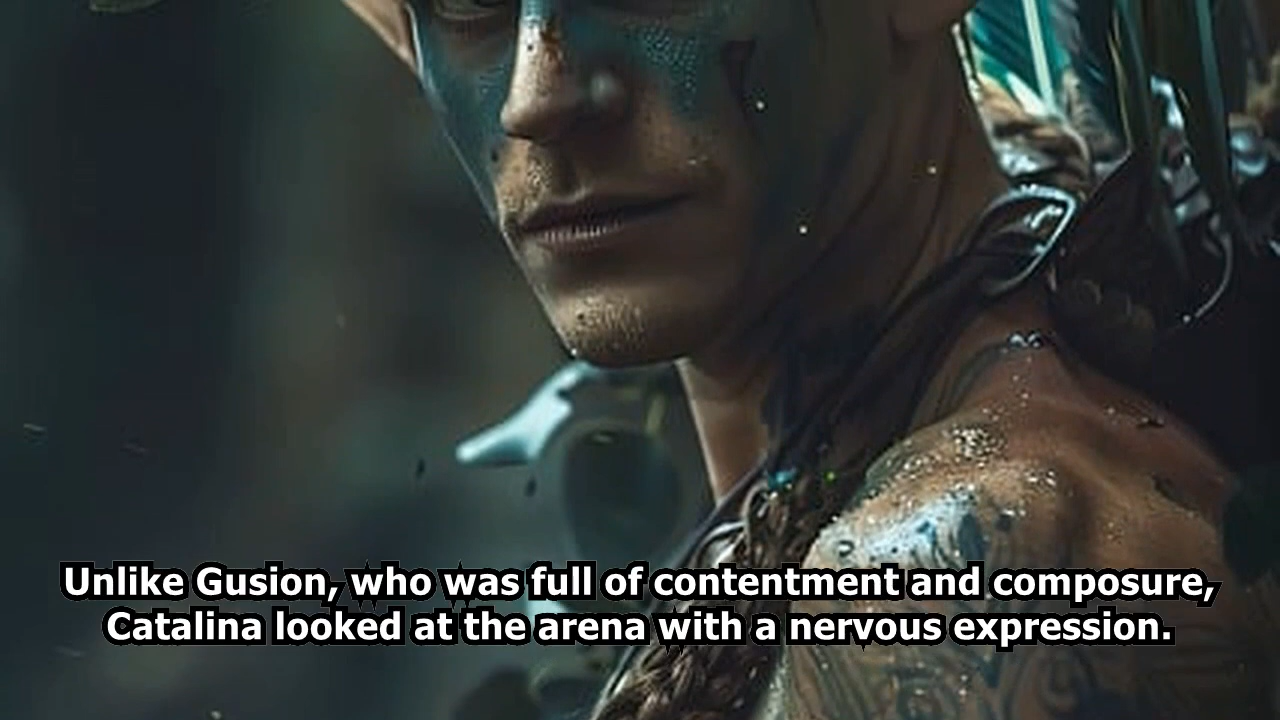 Unlike Gusion, who was full of contentment and composure,
Catalina looked at the arena with a nervous expression.